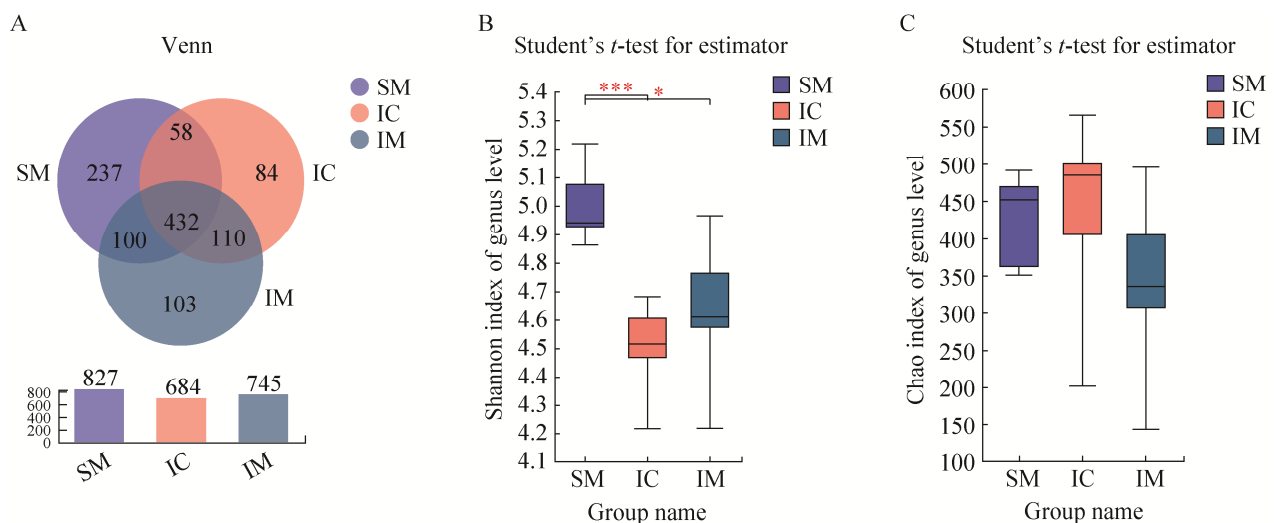 A
Venn
SM
IC
IM
SM
237
58
84
IC
432
100
110
103
IM
827
684
745
800
600
400
200
0
SM
IC
IM
B
Student's t-test for estimator
SM
IC
IM
*** *
Shannon index of genus level
5.4
5.3
5.2
5.1
5.0
4.9
4.8
4.7
4.6
4.5
4.4
4.3
4.2
4.1
SM IC IM
Group name
C
Student's t-test for estimator
SM
IC
IM
Chao index of genus level
600
550
500
450
400
350
300
250
200
150
100
SM IC IM
Group name